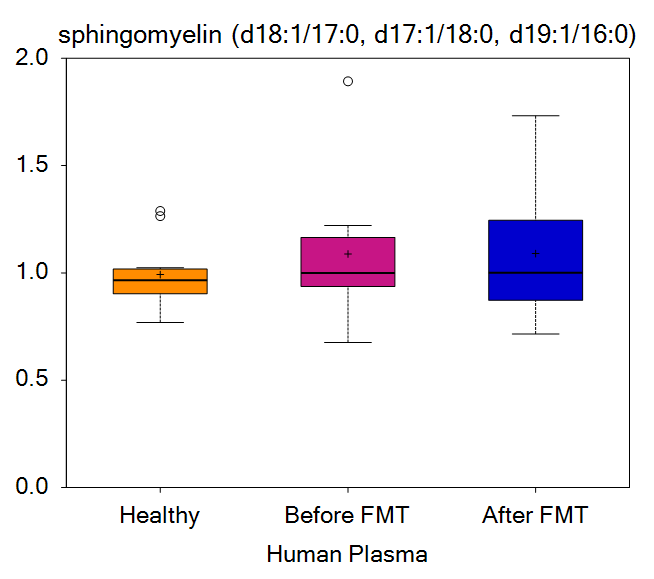 sphingomyelin (d18:1/17:0, d17:1/18:0, d19:1/16:0)
2.0
1.5
1.0
0.5
0.0
Healthy Before FMT After FMT
Human Plasma